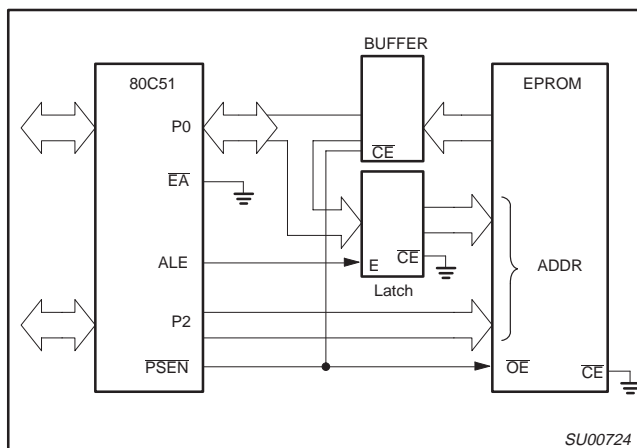 BUFFER
80C51
EPROM
P0
CE
EA
ALE
E
CE
ADDR
Latch
P2
PSEN
OE
CE
SU00724